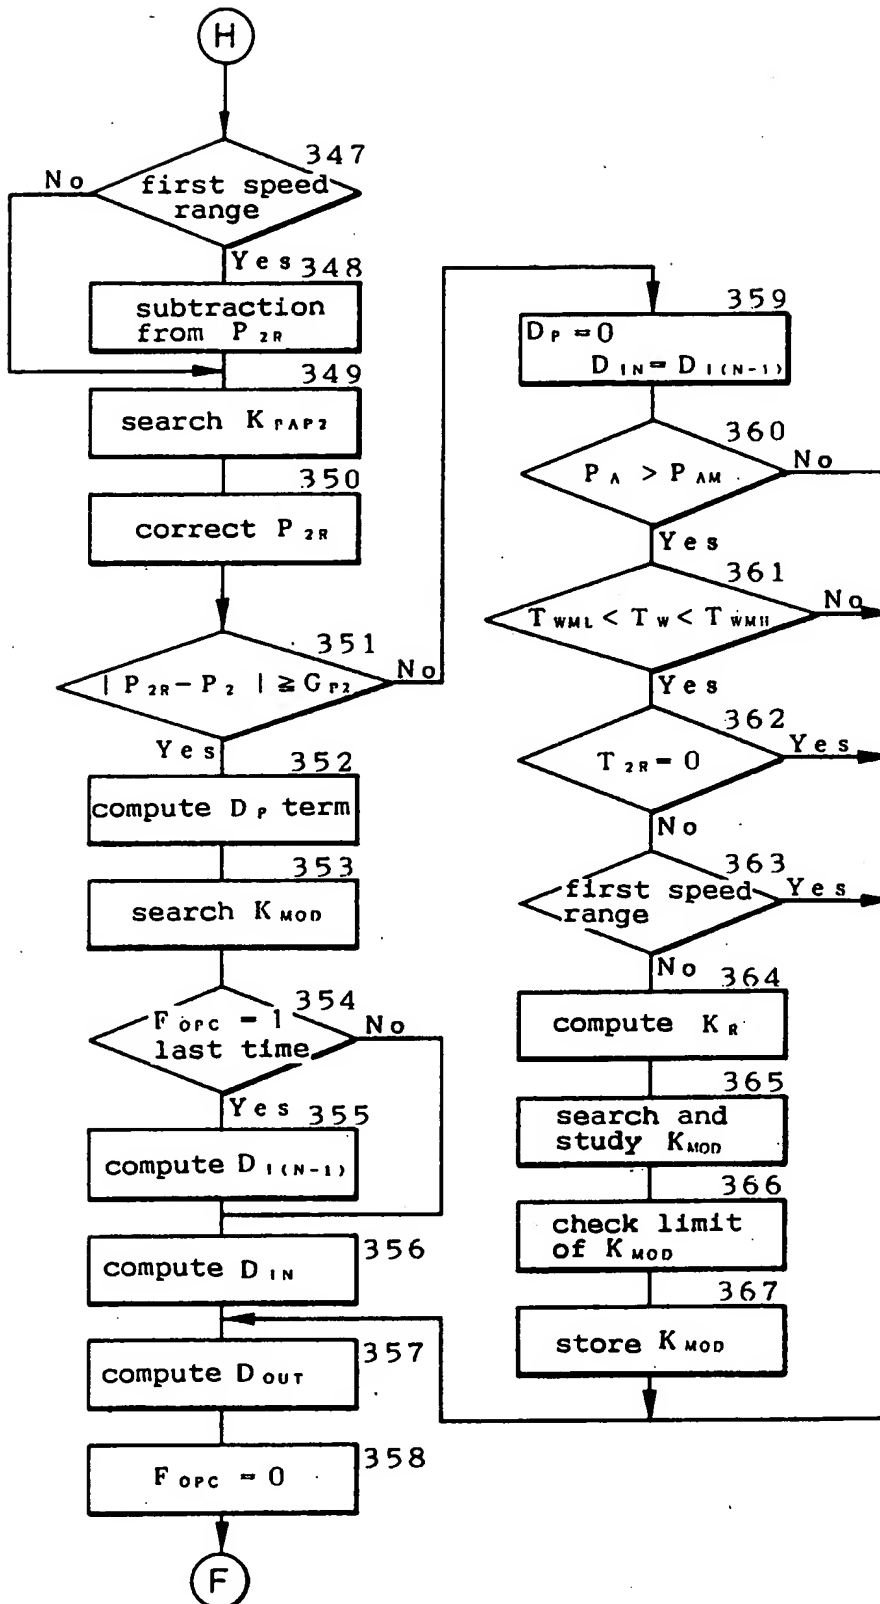 H
347
No
first speed
range
Yes
348
subtraction
from P2R
349
search KPAP2
350
correct P2R
351
| P2R−P2 | ≧ GP2
No
Yes
352
compute DP term
353
search KMOD
354
FOPC = 1
last time
No
Yes
355
compute DI(N-1)
356
compute DIN
357
compute DOUT
358
FOPC = 0
F
359
DP = 0
DIN = DI(N-1)
360
PA > PAM
No
Yes
361
TWML < TW < TWMH
No
Yes
362
T2R = 0
Yes
No
363
first speed
range
Yes
No
364
compute KR
365
search and
study KMOD
366
check limit
of KMOD
367
store KMOD